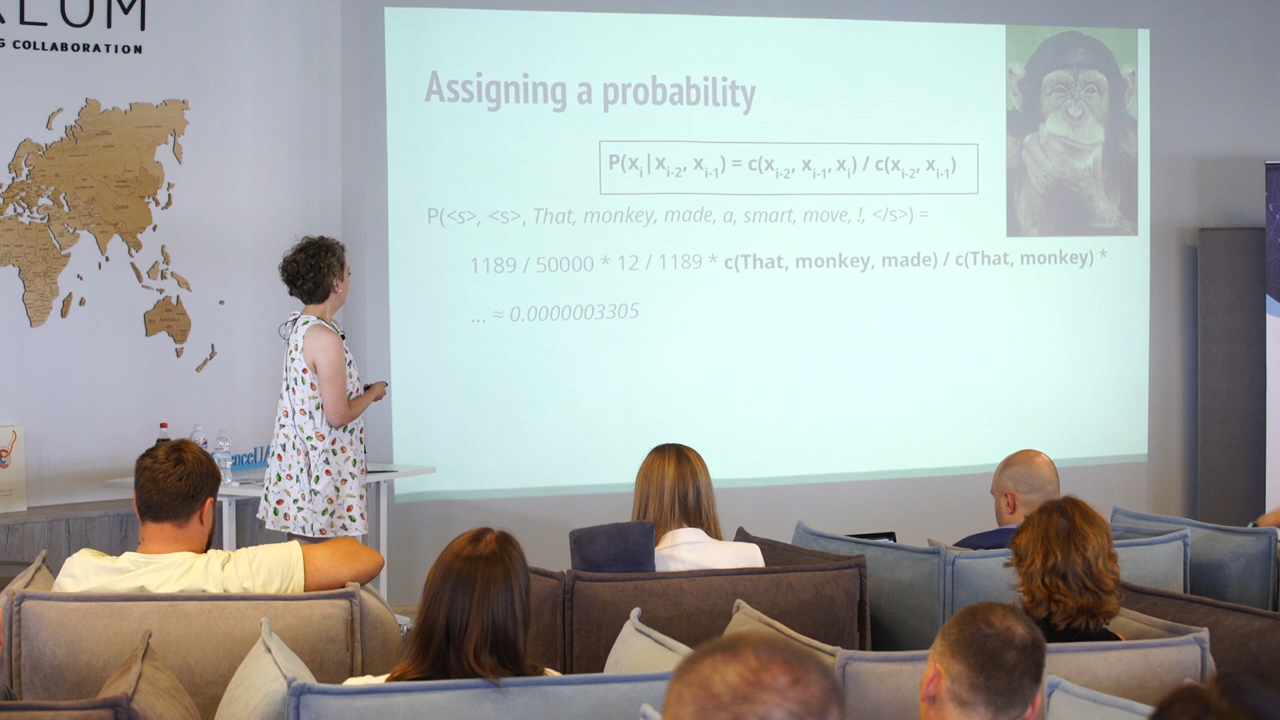 G COLLABORATION
Assigning a probability
P(xᵢ|xᵢ₋₂, xᵢ₋₁) = c(xᵢ₋₂, xᵢ₋₁, xᵢ) / c(xᵢ₋₂, xᵢ₋₁)
P(<s>, <s>, That, monkey, made, a, smart, move, !, </s>) =
1189 / 50000 * 12 / 1189 * c(That, monkey, made) / c(That, monkey) *
... ≈ 0.0000003305